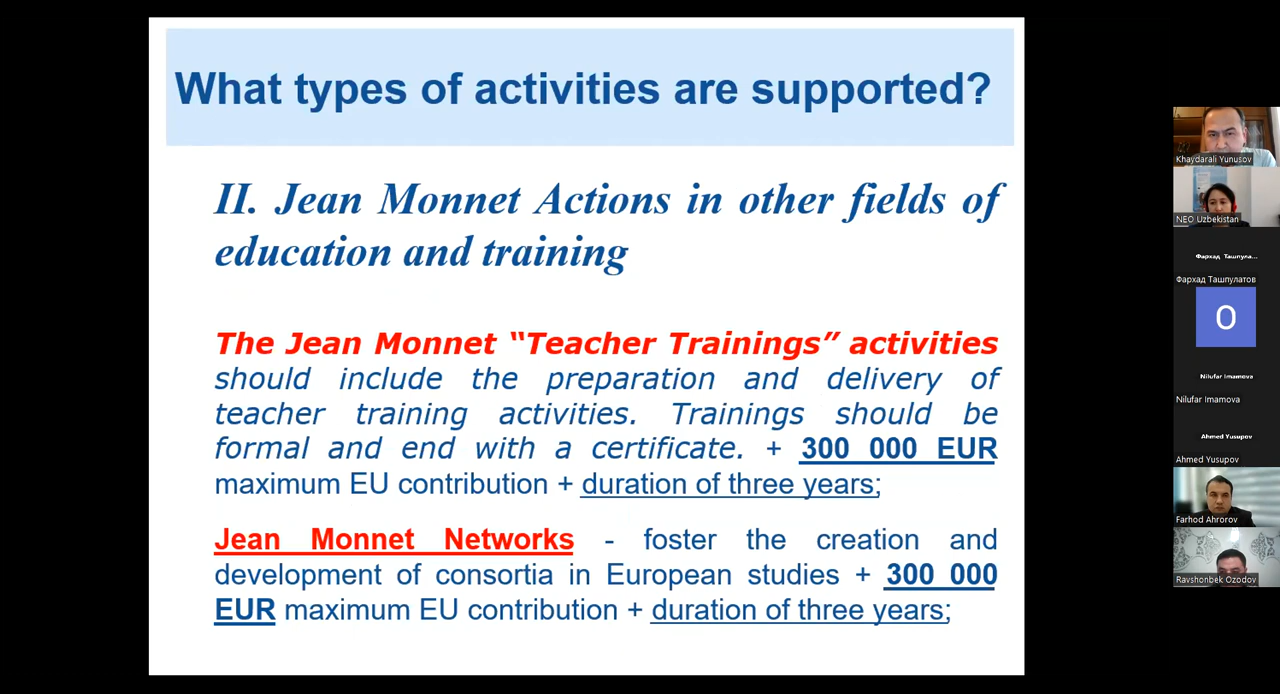 What types of activities are supported?
II. Jean Monnet Actions in other fields of
education and training
The Jean Monnet “Teacher Trainings” activities
should include the preparation and delivery of
teacher training activities. Trainings should be
formal and end with a certificate. + 300 000 EUR
maximum EU contribution + duration of three years;
Jean Monnet Networks - foster the creation and
development of consortia in European studies + 300 000
EUR maximum EU contribution + duration of three years;
Khaydarali Yunusov
NEO Uzbekistan
Фархад Ташпула...
Фархад Ташпулатов
O
Nilufar Imamova
Nilufar Imamova
Ahmed Yusupov
Ahmed Yusupov
Farhod Ahrorov
Ravshonbek Ozodov